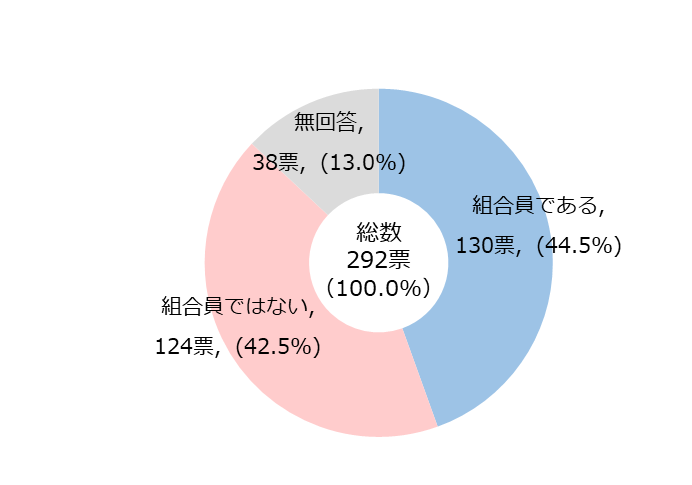 無回答,
38票, (13.0%)
組合員である,
130票, (44.5%)
総数
292票
（100.0%）
組合員ではない,
124票, (42.5%)